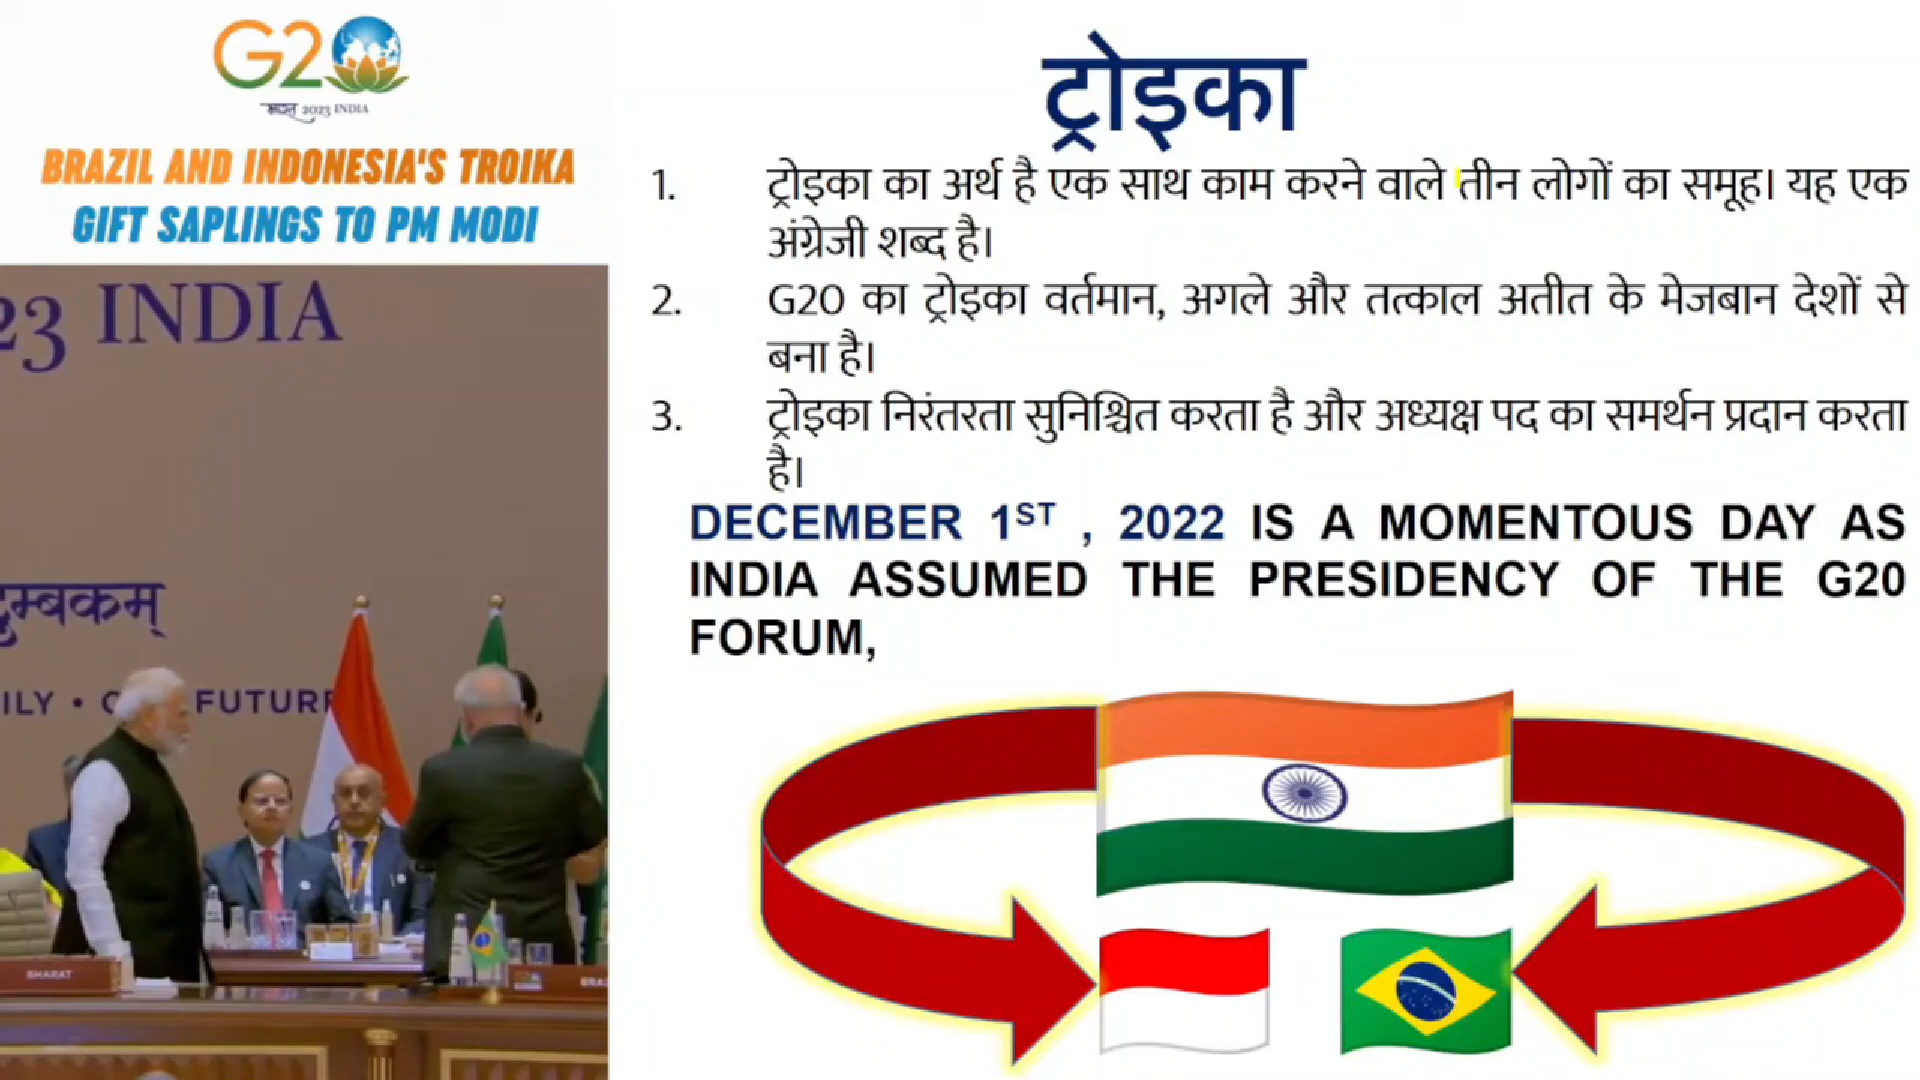 G20
भारत 2023 INDIA
BRAZIL AND INDONESIA'S TROIKA
GIFT SAPLINGS TO PM MODI
23 INDIA
ILY • FUTURE
BHARAT
ट्रोइका
1. ट्रोइका का अर्थ है एक साथ काम करने वाले तीन लोगों का समूह। यह एक
अंग्रेजी शब्द है।
2. G20 का ट्रोइका वर्तमान, अगले और तत्काल अतीत के मेजबान देशों से
बना है।
3. ट्रोइका निरंतरता सुनिश्चित करता है और अध्यक्ष पद का समर्थन प्रदान करता
है।
DECEMBER 1ST , 2022 IS A MOMENTOUS DAY AS
INDIA ASSUMED THE PRESIDENCY OF THE G20
FORUM,